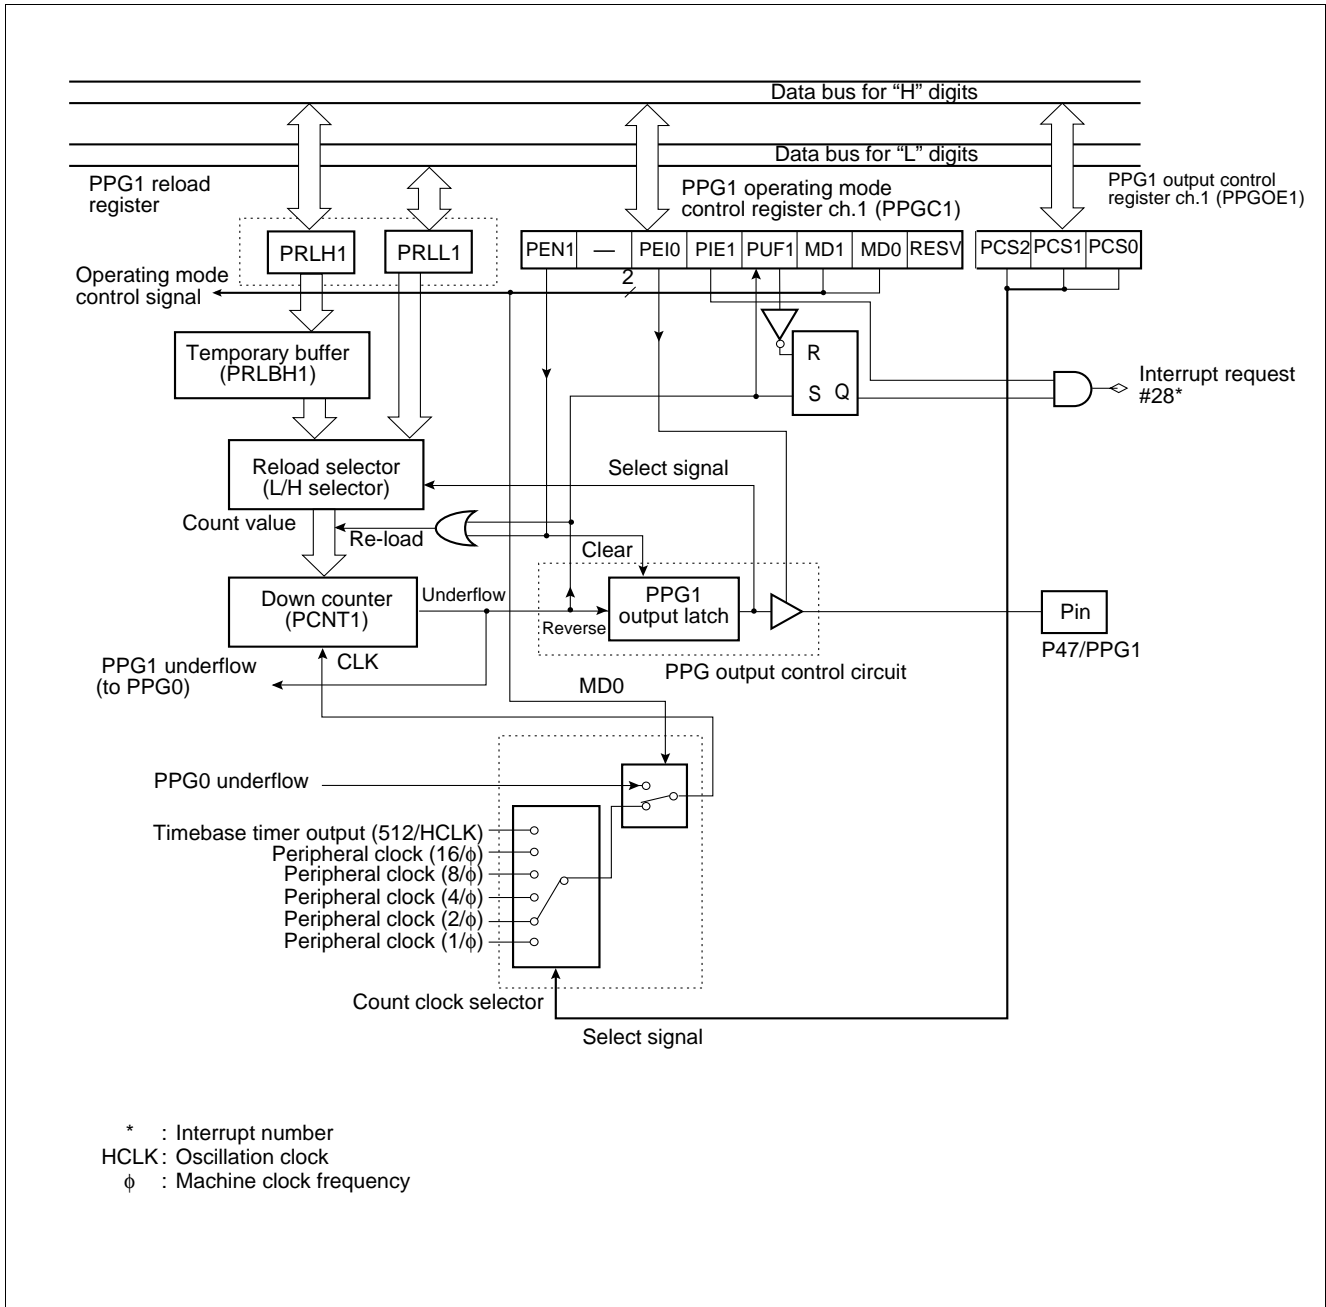 Data bus for “H” digits
Data bus for “L” digits
PPG1 reload
register
PPG1 operating mode
control register ch.1 (PPGC1)
PPG1 output control
register ch.1 (PPGOE1)
PRLH1
PRLL1
PEN1
—
PEI0
PIE1
PUF1
MD1
MD0
RESV
PCS2
PCS1
PCS0
Operating mode
control signal
2
Temporary buffer
(PRLBH1)
R
S
Q
Interrupt request
#28*
Reload selector
(L/H selector)
Select signal
Count value
Re-load
Clear
Down counter
(PCNT1)
Underflow
Reverse
PPG1
output latch
Pin
P47/PPG1
PPG output control circuit
CLK
PPG1 underflow
(to PPG0)
MD0
PPG0 underflow
Timebase timer output (512/HCLK)
Peripheral clock (16/ϕ)
Peripheral clock (8/ϕ)
Peripheral clock (4/ϕ)
Peripheral clock (2/ϕ)
Peripheral clock (1/ϕ)
Count clock selector
Select signal
* : Interrupt number
HCLK : Oscillation clock
ϕ : Machine clock frequency